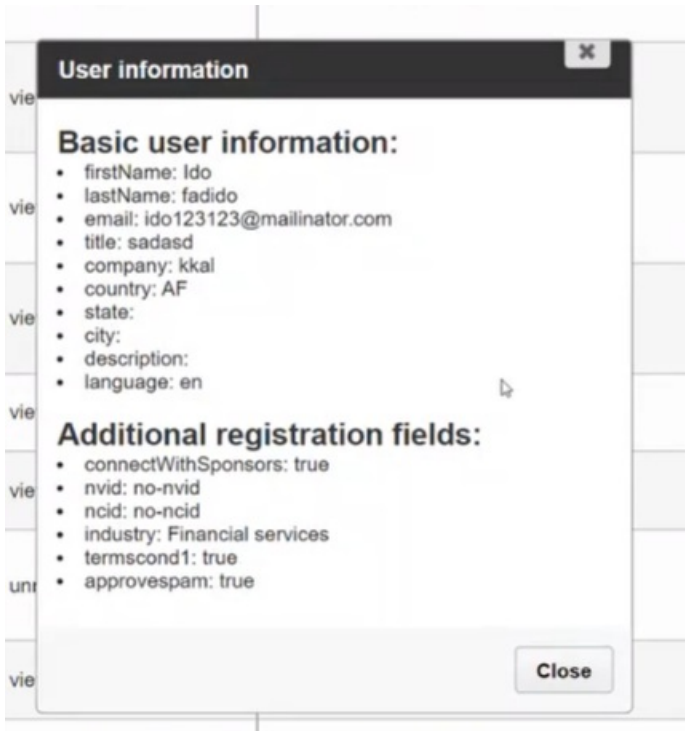 User information
Basic user information:
• firstName: Ido
• lastName: fadido
• email: ido123123@mailinator.com
• title: sadasd
• company: kkal
• country: AF
• state:
• city:
• description:
• language: en
Additional registration fields:
• connectWithSponsors: true
• nvid: no-nvid
• ncid: no-ncid
• industry: Financial services
• termscond1: true
• approvespam: true
Close